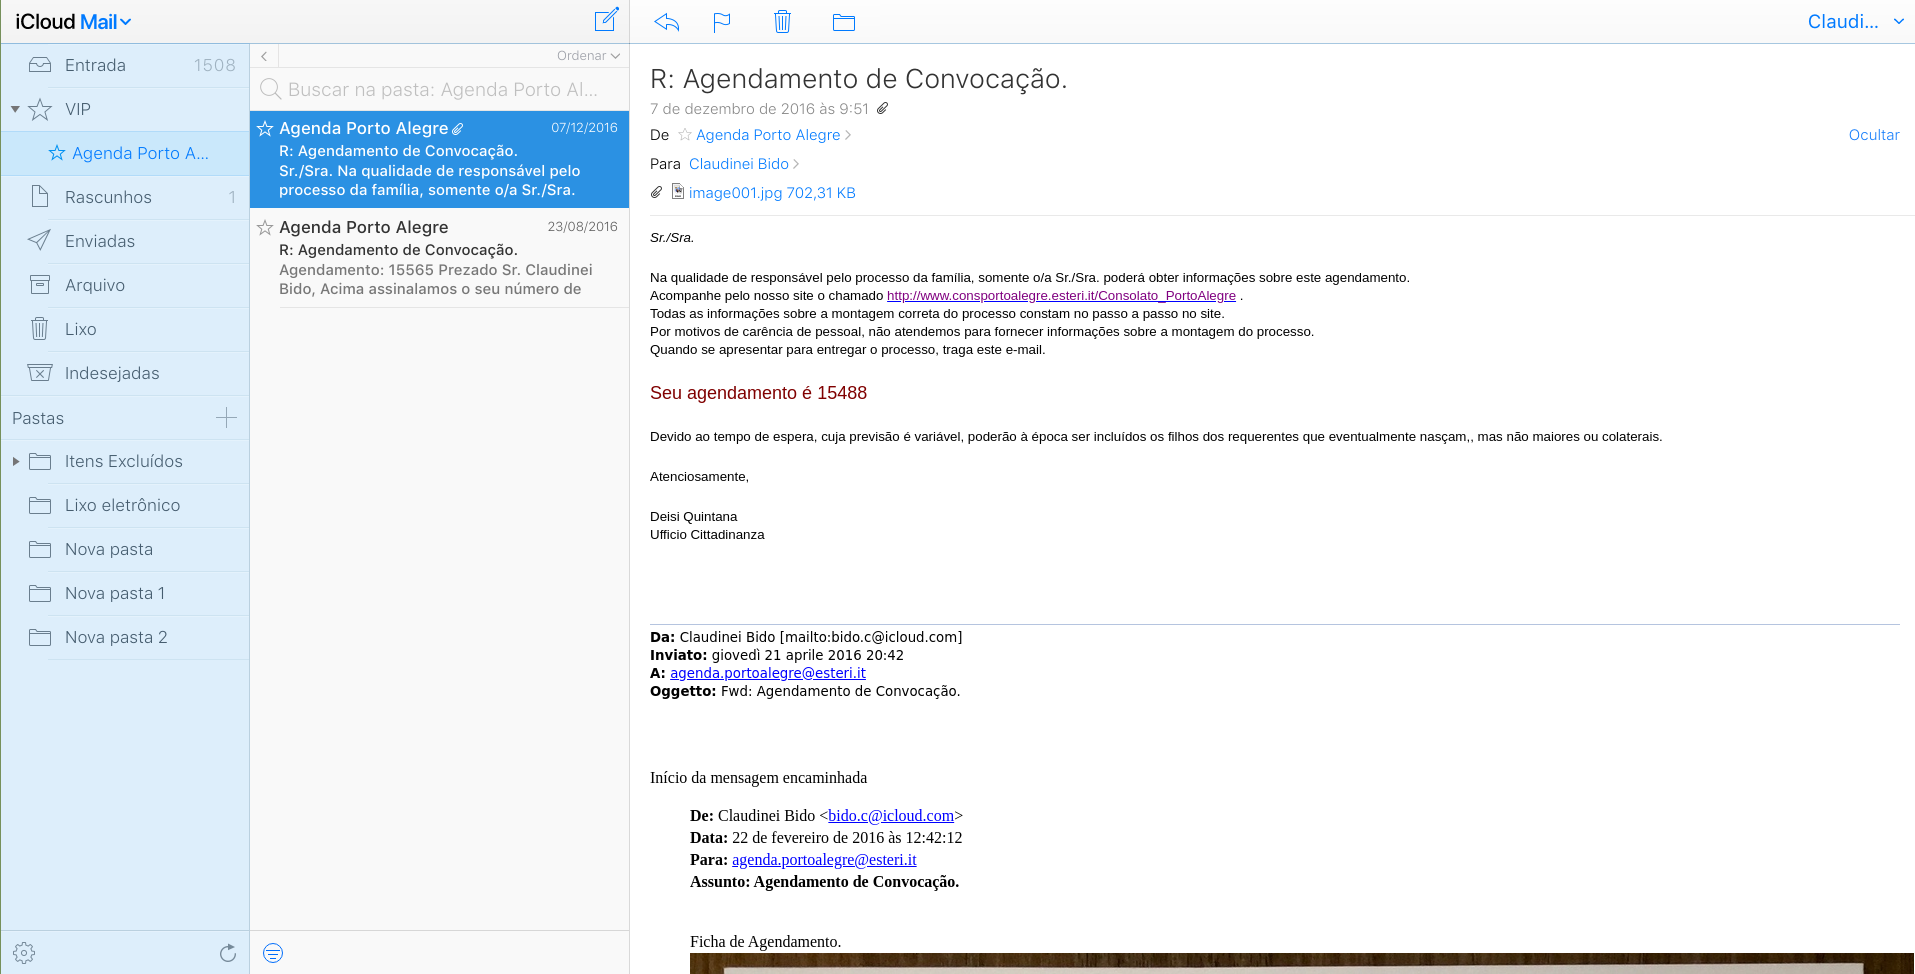 iCloud Mail
Claudi...
Entrada 1508
VIP
Agenda Porto A...
Rascunhos 1
Enviadas
Arquivo
Lixo
Indesejadas
Pastas
Itens Excluídos
Lixo eletrônico
Nova pasta
Nova pasta 1
Nova pasta 2
Ordenar
Buscar na pasta: Agenda Porto Al...
Agenda Porto Alegre 07/12/2016
R: Agendamento de Convocação.
Sr./Sra. Na qualidade de responsável pelo
processo da família, somente o/a Sr./Sra.
Agenda Porto Alegre 23/08/2016
R: Agendamento de Convocação.
Agendamento: 15565 Prezado Sr. Claudinei
Bido, Acima assinalamos o seu número de
R: Agendamento de Convocação.
7 de dezembro de 2016 às 9:51
De Agenda Porto Alegre Ocultar
Para Claudinei Bido
image001.jpg 702,31 KB
Sr./Sra.
Na qualidade de responsável pelo processo da família, somente o/a Sr./Sra. poderá obter informações sobre este agendamento.
Acompanhe pelo nosso site o chamado http://www.consportoalegre.esteri.it/Consolato_PortoAlegre .
Todas as informações sobre a montagem correta do processo constam no passo a passo no site.
Por motivos de carência de pessoal, não atendemos para fornecer informações sobre a montagem do processo.
Quando se apresentar para entregar o processo, traga este e-mail.
Seu agendamento é 15488
Devido ao tempo de espera, cuja previsão é variável, poderão à época ser incluídos os filhos dos requerentes que eventualmente nasçam,, mas não maiores ou colaterais.
Atenciosamente,
Deisi Quintana
Ufficio Cittadinanza
Da: Claudinei Bido [mailto:bido.c@icloud.com]
Inviato: giovedì 21 aprile 2016 20:42
A: agenda.portoalegre@esteri.it
Oggetto: Fwd: Agendamento de Convocação.
Início da mensagem encaminhada
De: Claudinei Bido <bido.c@icloud.com>
Data: 22 de fevereiro de 2016 às 12:42:12
Para: agenda.portoalegre@esteri.it
Assunto: Agendamento de Convocação.
Ficha de Agendamento.